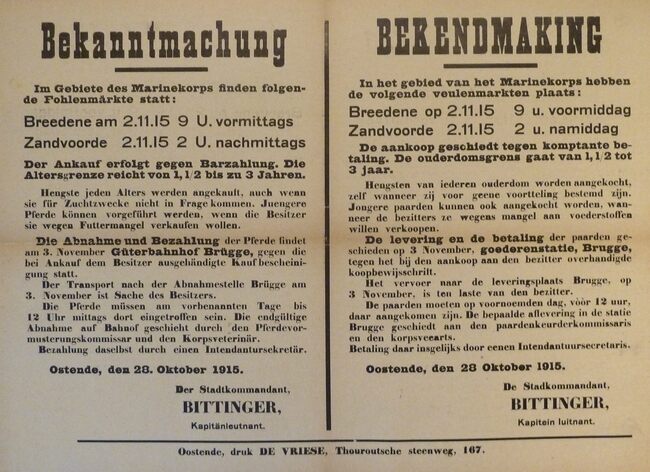 Bekanntmachung
Im Gebiete des Marinekorps finden folgen-
de Fohlenmärkte statt:
Breedene am 2.11.15 9 U. vormittags
Zandvoorde 2.11.15 2 U. nachmittags
Der Ankauf erfolgt gegen Barzahlung. Die
Altersgrenze reicht von 1,1/2 bis zu 3 Jahren.
Hengste jeden Alters werden angekauft, auch wenn
sie für Zuchtzwecke nicht in Frage kommen. Juengere
Pferde können vorgeführt werden, wenn die Besitzer
sie wegen Futtermangel verkaufen wollen.
Die Abnahme und Bezahlung der Pferde findet
am 3. November Güterbahnhof Brügge, gegen die
bei Ankauf dem Besitzer ausgehändigte Kaufbescheini-
gung statt.
Der Transport nach der Abnahmestelle Brügge am
3. November ist Sache des Besitzers.
Die Pferde müssen am vorbenannten Tage bis
12 Uhr mittags dort eingetroffen sein. Die endgültige
Abnahme auf Bahnof geschieht durch den Pferdevor-
musterungskommissar und den Korpsveterinär.
Bezahlung daselbst durch einen Intendantursekretär.
Ostende, den 28. Oktober 1915.
Der Stadtkommandant,
BITTINGER,
Kapitänleutnant.
BEKENDMAKING
In het gebied van het Marinekorps hebben
de volgende veulenmarkten plaats:
Breedene op 2.11.15 9 u. voormiddag
Zandvoorde 2.11.15 2 u. namiddag
De aankoop geschiedt tegen komptante be-
taling. De ouderdomsgrens gaat van 1,1/2 tot
3 jaar.
Hengsten van iederen ouderdom worden aangekocht,
zelf wanneer zij voor geene voortteling bestemd zijn.
Jongere paarden kunnen ook aangekocht worden, wan-
neer de bezitters ze wegens mangel aan voederstoffen
willen verkoopen.
De levering en de betaling der paarden ge-
schieden op 3 November, goederenstatie, Brugge,
tegen het bij den aankoop aan den bezitter overhandigde
koopbewijsschrift.
Het vervoer naar de leveringsplaats Brugge, op
3 November, is ten laste van den bezitter.
De paarden moeten op voornoemden dag, vóór 12 uur,
daar aangekomen zijn. De bepaalde aflevering in de statie
Brugge geschiedt aan den paardenkeurderkommissaris
en den korpsveearts.
Betaling daar insgelijks door eenen Intendantuursecretaris.
Oostende, den 28 Oktober 1915.
De Stadkommandant,
BITTINGER,
Kapitein luitnant.
Oostende, druk DE VRIESE, Thouroutsche steenweg, 167.